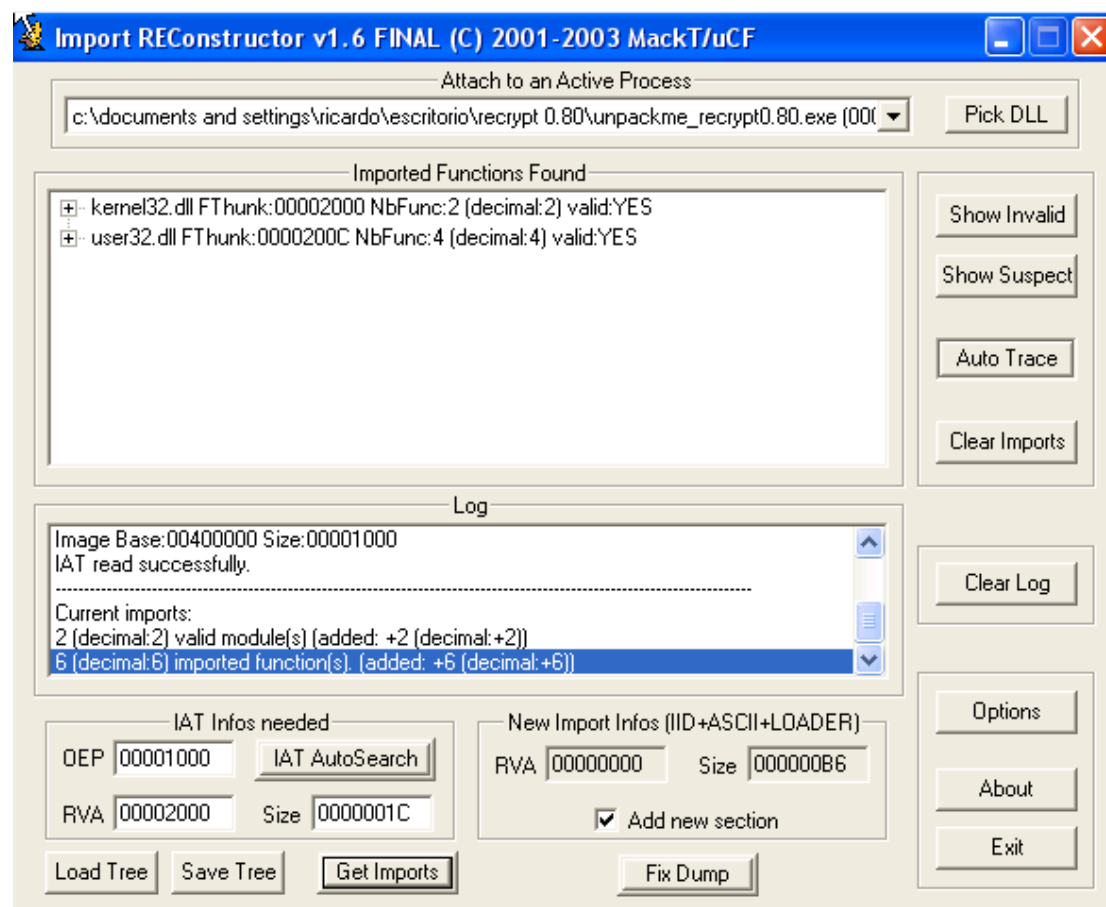 Import REConstructor v1.6 FINAL (C) 2001-2003 MackT/uCF
Attach to an Active Process
c:\documents and settings\ricardo\escritorio\recrypt 0.80\unpackme_recrypt0.80.exe (000
Pick DLL
Imported Functions Found
kernel32.dll FThunk:00002000 NbFunc:2 (decimal:2) valid:YES
user32.dll FThunk:0000200C NbFunc:4 (decimal:4) valid:YES
Show Invalid
Show Suspect
Auto Trace
Clear Imports
Log
Image Base:00400000 Size:00001000
IAT read successfully.
---------------------------------------------------------------------------------------------------------------------------
Current imports:
2 (decimal:2) valid module(s) (added: +2 (decimal:+2))
6 (decimal:6) imported function(s). (added: +6 (decimal:+6))
Clear Log
IAT Infos needed
OEP 00001000 IAT AutoSearch
RVA 00002000 Size 0000001C
New Import Infos (IID+ASCII+LOADER)
RVA 00000000 Size 000000B6
Add new section
Options
About
Exit
Load Tree Save Tree Get Imports Fix Dump